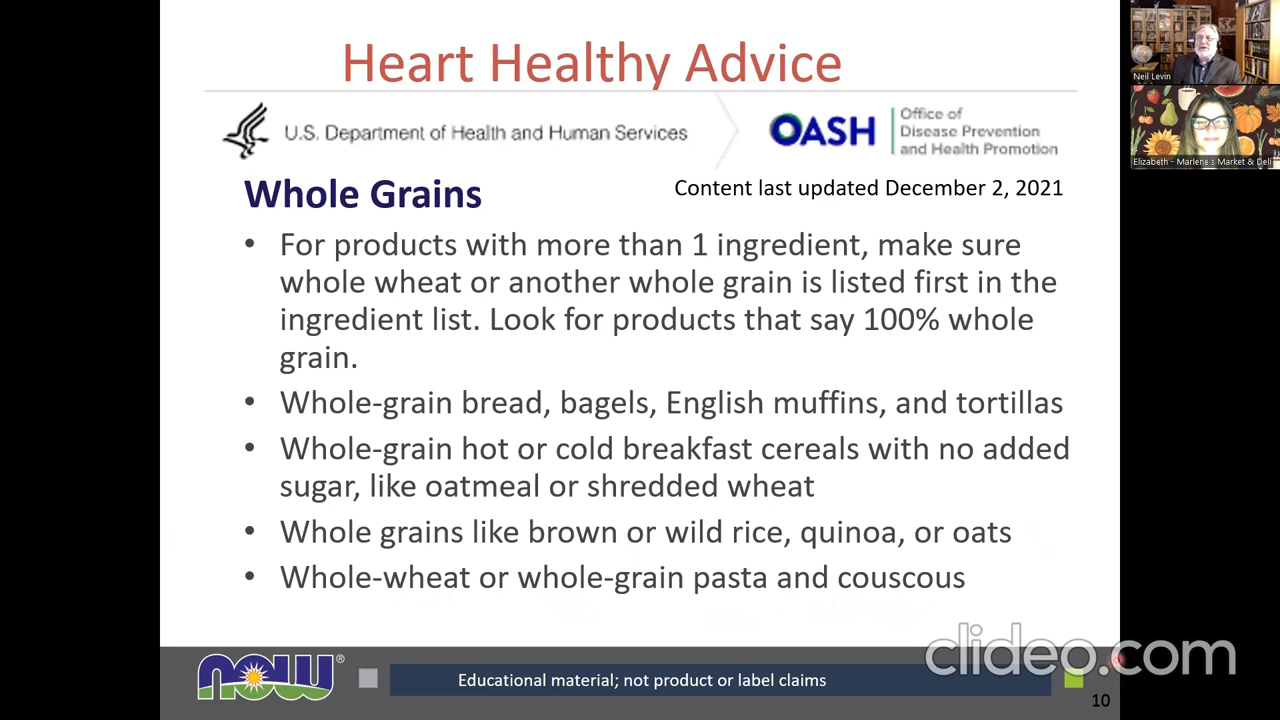 Heart Healthy Advice
U.S. Department of Health and Human Services
OASH
Office of
Disease Prevention
and Health Promotion
Whole Grains
Content last updated December 2, 2021
• For products with more than 1 ingredient, make sure
whole wheat or another whole grain is listed first in the
ingredient list. Look for products that say 100% whole
grain.
• Whole-grain bread, bagels, English muffins, and tortillas
• Whole-grain hot or cold breakfast cereals with no added
sugar, like oatmeal or shredded wheat
• Whole grains like brown or wild rice, quinoa, or oats
• Whole-wheat or whole-grain pasta and couscous
NOW®
Educational material; not product or label claims
10
clideo.com
Neil Levin
Elizabeth - Marlene's Market & Deli